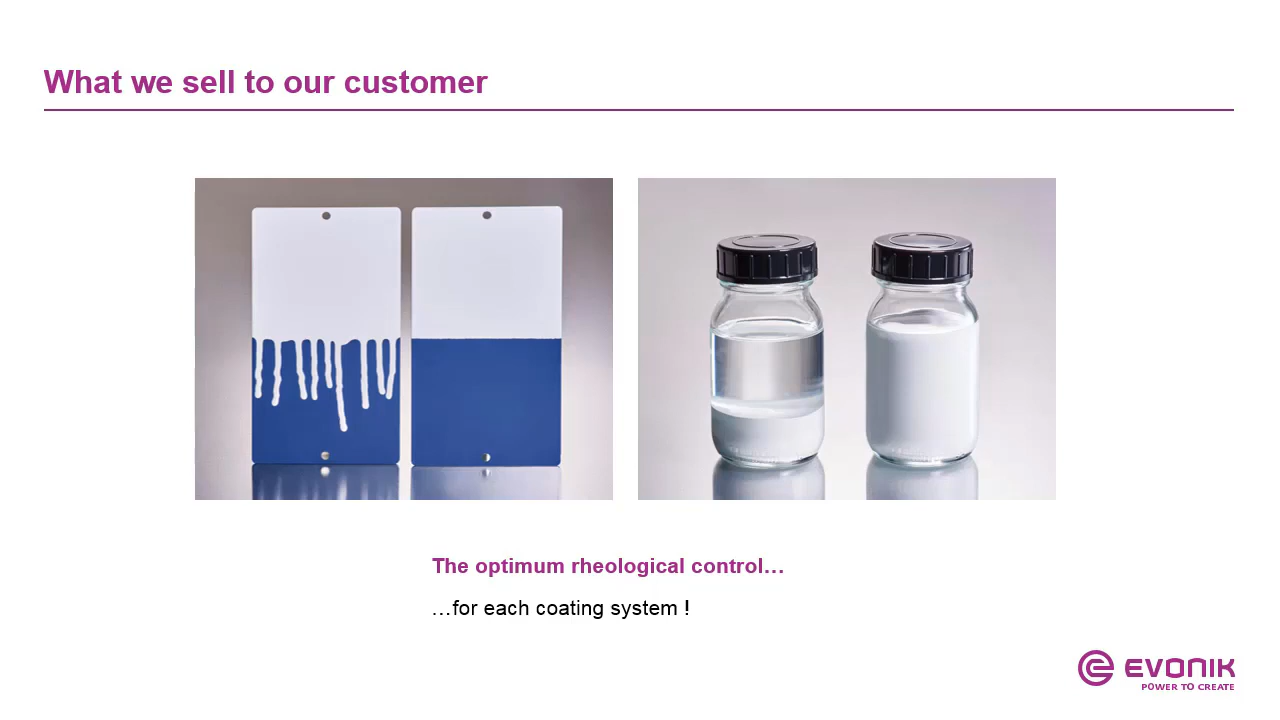 What we sell to our customer
The optimum rheological control…
…for each coating system !
EVONIK
POWER TO CREATE